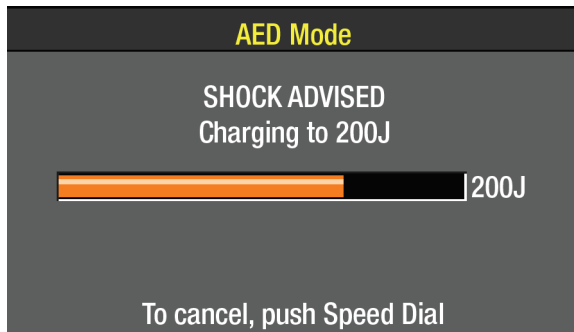 AED Mode
SHOCK ADVISED
Charging to 200J
200J
To cancel, push Speed Dial